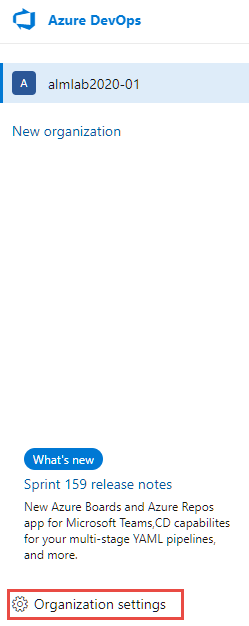 Azure DevOps
A almlab2020-01
New organization
What's new
Sprint 159 release notes
New Azure Boards and Azure Repos
app for Microsoft Teams,CD capabilites
for your multi-stage YAML pipelines,
and more.
Organization settings